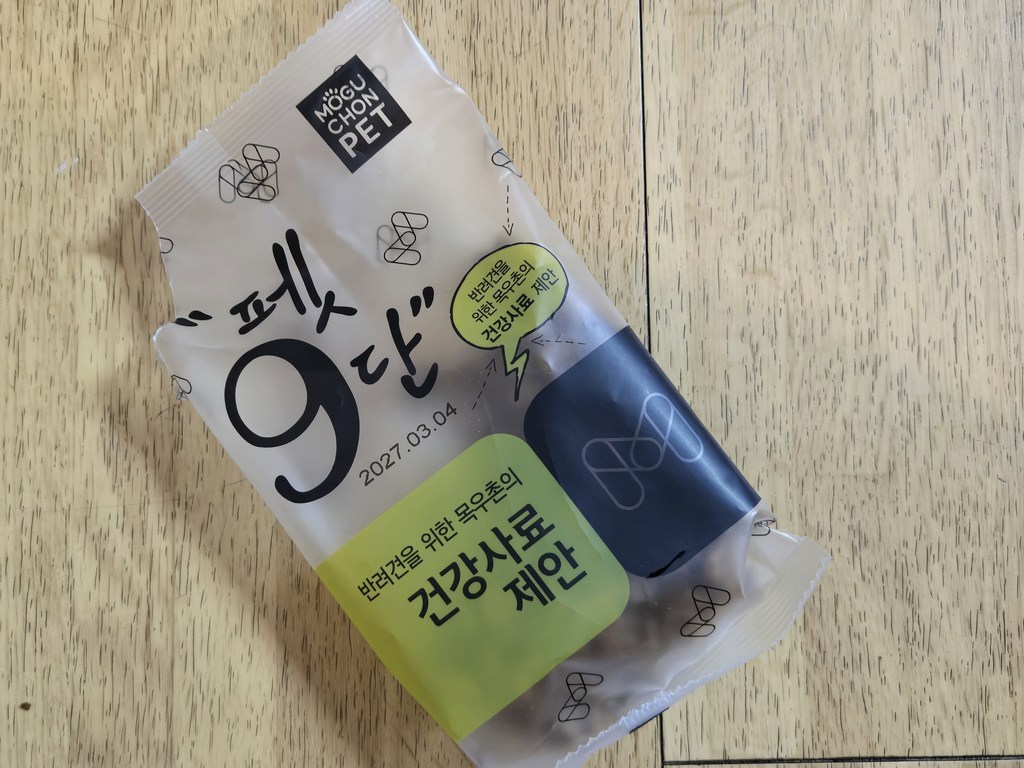 MOGU
CHON
PET
"펫
9단"
2027.03.04
반려견을
위한 목우촌의
건강사료 제안
반려견을 위한 목우촌의
건강사료
제안